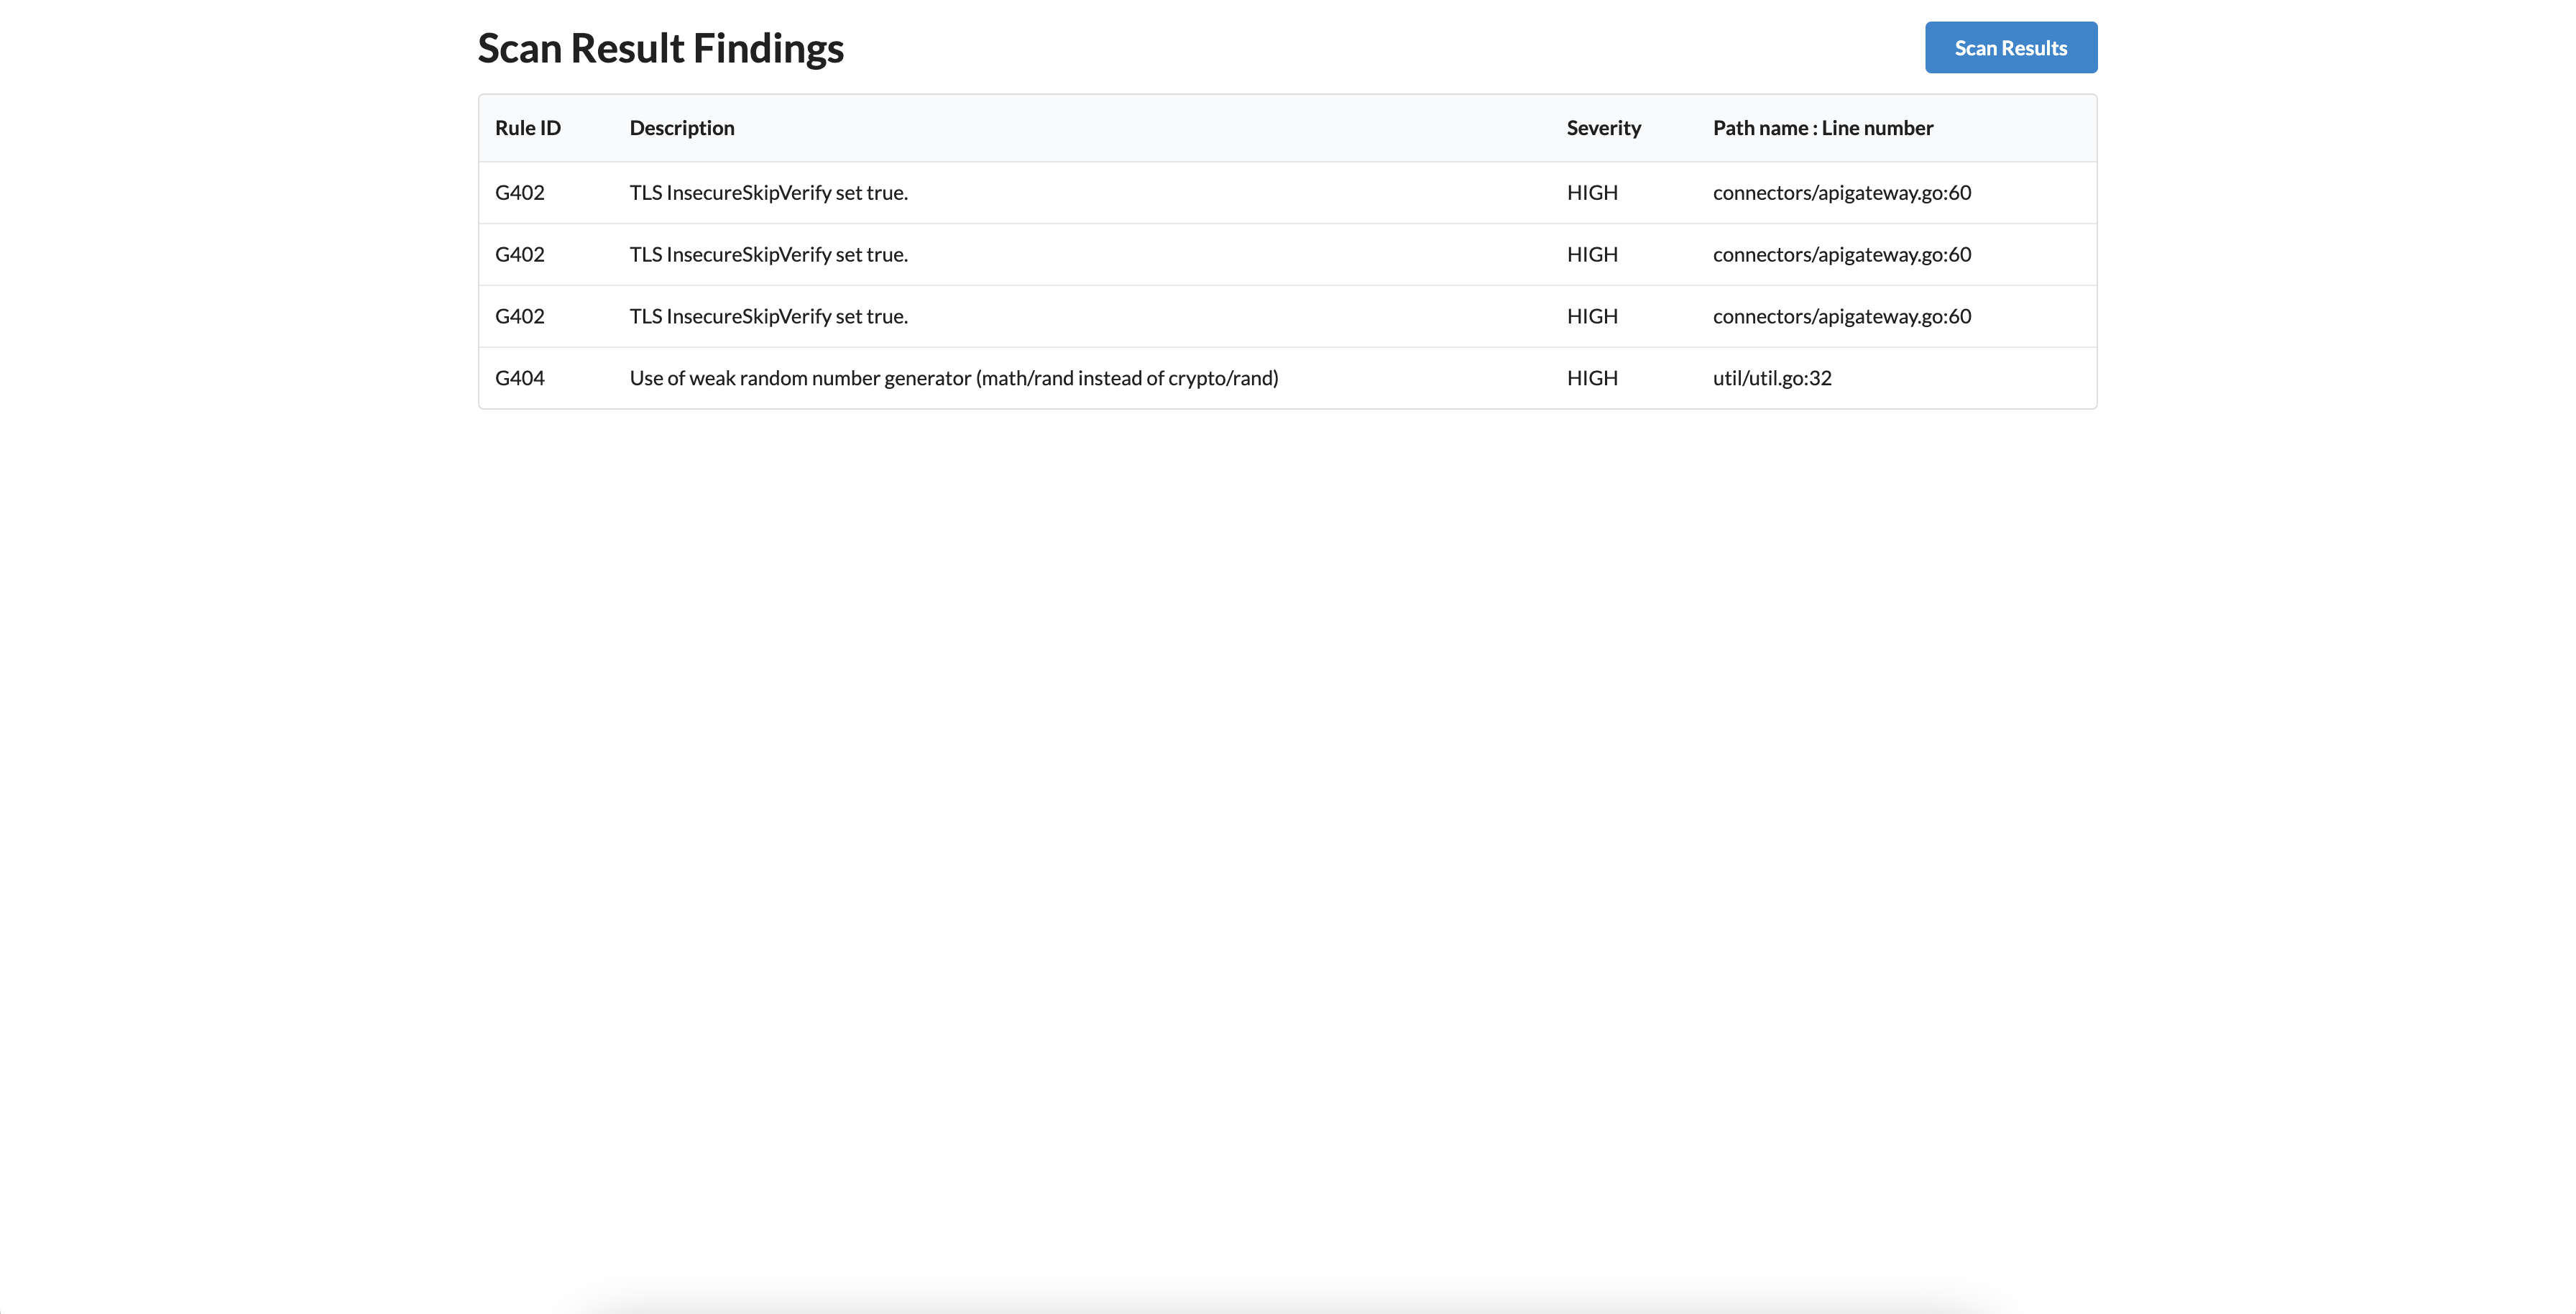 Scan Result Findings
Scan Results
Rule ID Description Severity Path name : Line number
G402 TLS InsecureSkipVerify set true. HIGH connectors/apigateway.go:60
G402 TLS InsecureSkipVerify set true. HIGH connectors/apigateway.go:60
G402 TLS InsecureSkipVerify set true. HIGH connectors/apigateway.go:60
G404 Use of weak random number generator (math/rand instead of crypto/rand) HIGH util/util.go:32